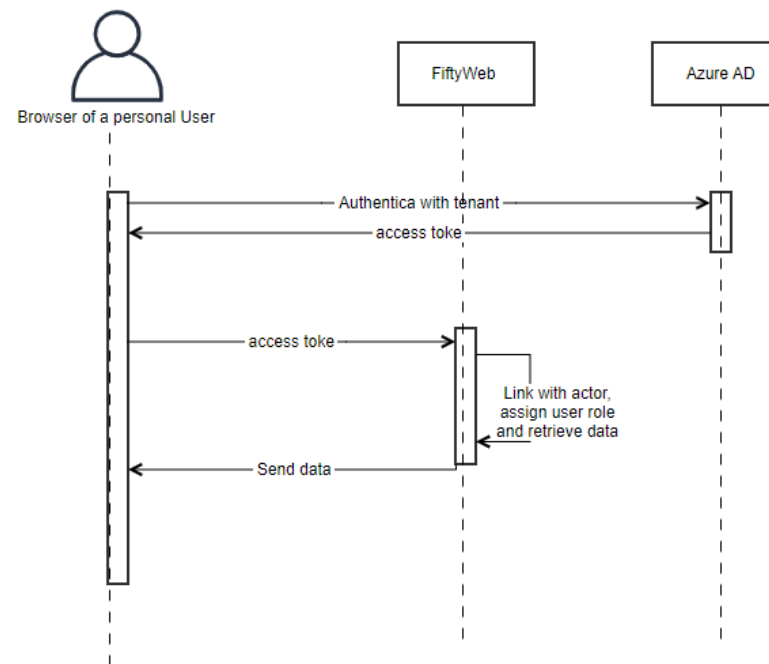 FiftyWeb
Azure AD
Browser of a personal User
Authentica with tenant
access toke
access toke
Link with actor,
assign user role
and retrieve data
Send data